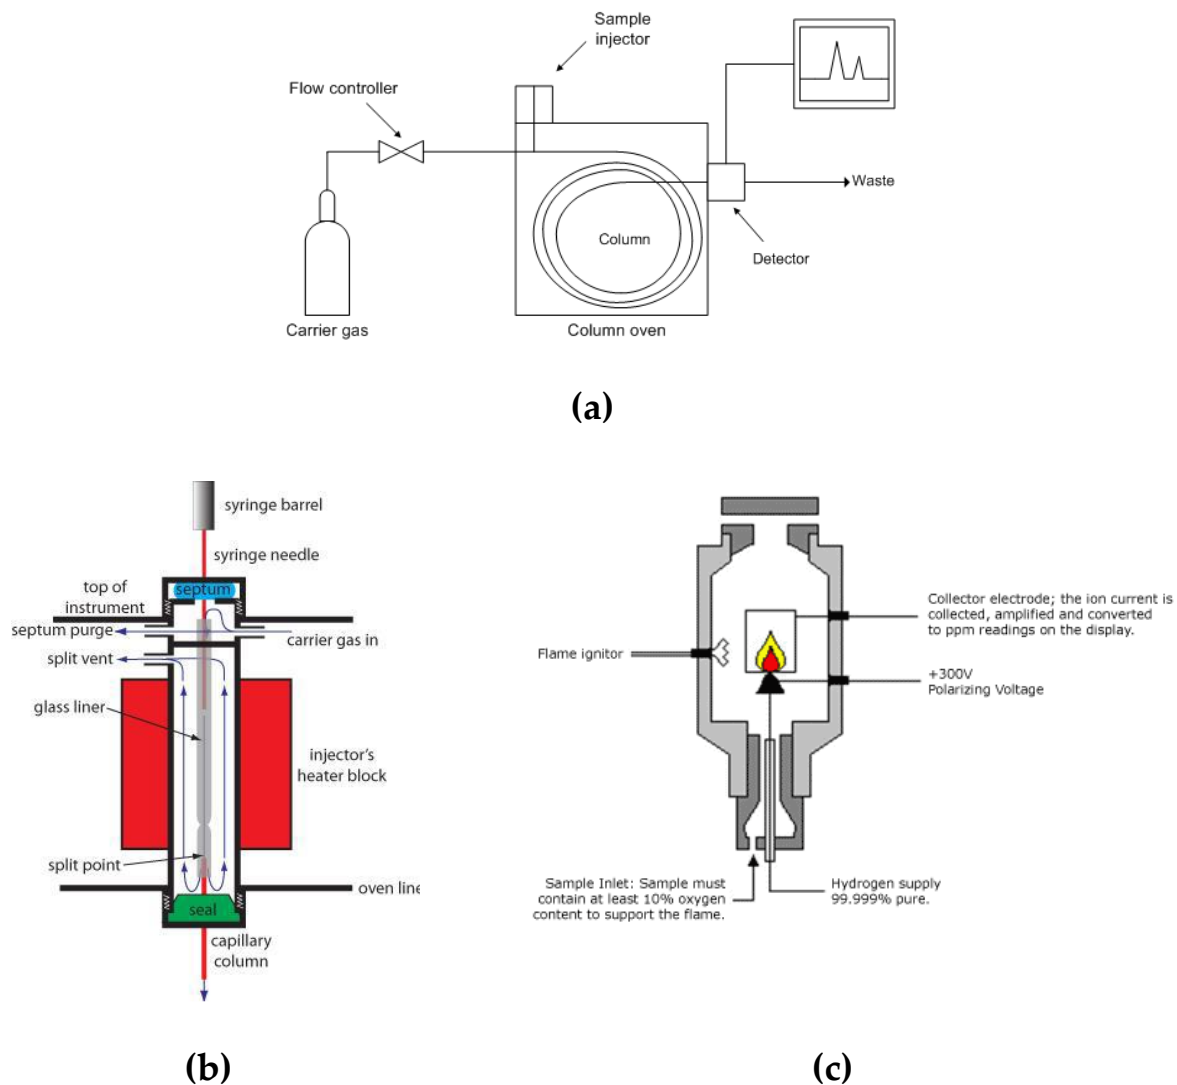 Sample
injector
Flow controller
Waste
Column
Detector
Carrier gas
Column oven
(a)
syringe barrel
syringe needle
septum
top of
instrument
septum purge
carrier gas in
split vent
glass liner
injector's
heater block
split point
oven line
seal
capillary
column
(b)
Collector electrode; the ion current is
collected, amplified and converted
to ppm readings on the display.
Flame ignitor
+300V
Polarizing Voltage
Sample Inlet: Sample must
contain at least 10% oxygen
content to support the flame.
Hydrogen supply
99.999% pure.
(c)